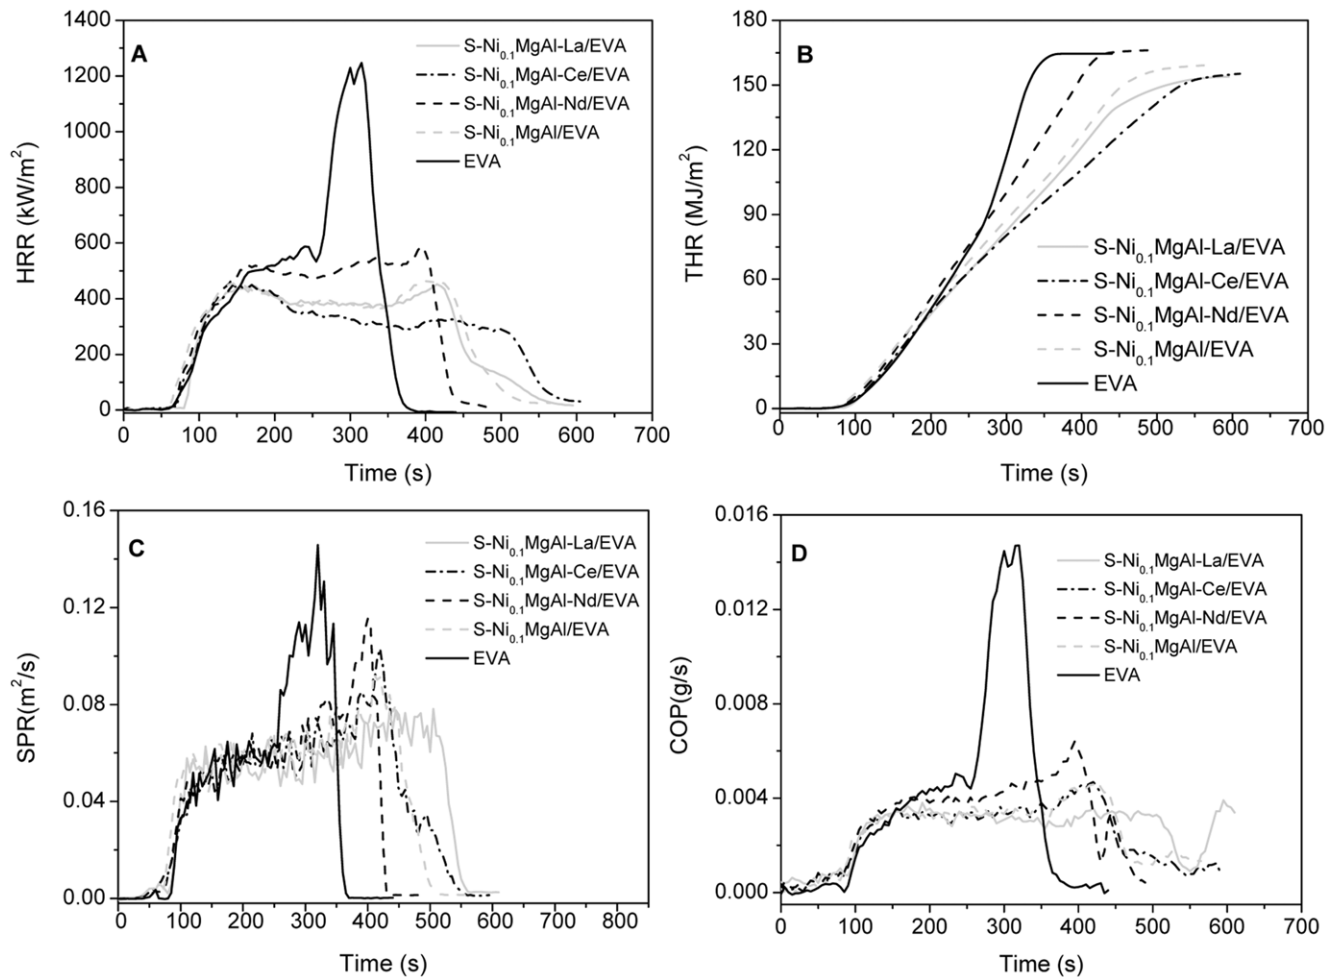 A
HRR (kW/m²)
1400
1200
1000
800
600
400
200
0
0 100 200 300 400 500 600 700
Time (s)
S-Ni₀.₁MgAl-La/EVA
S-Ni₀.₁MgAl-Ce/EVA
S-Ni₀.₁MgAl-Nd/EVA
S-Ni₀.₁MgAl/EVA
EVA
B
THR (MJ/m²)
180
150
120
90
60
30
0
0 100 200 300 400 500 600 700
Time (s)
S-Ni₀.₁MgAl-La/EVA
S-Ni₀.₁MgAl-Ce/EVA
S-Ni₀.₁MgAl-Nd/EVA
S-Ni₀.₁MgAl/EVA
EVA
C
SPR(m²/s)
0.16
0.12
0.08
0.04
0.00
0 100 200 300 400 500 600 700 800
Time (s)
S-Ni₀.₁MgAl-La/EVA
S-Ni₀.₁MgAl-Ce/EVA
S-Ni₀.₁MgAl-Nd/EVA
S-Ni₀.₁MgAl/EVA
EVA
D
COP(g/s)
0.016
0.012
0.008
0.004
0.000
0 100 200 300 400 500 600 700
Time (s)
S-Ni₀.₁MgAl-La/EVA
S-Ni₀.₁MgAl-Ce/EVA
S-Ni₀.₁MgAl-Nd/EVA
S-Ni₀.₁MgAl/EVA
EVA